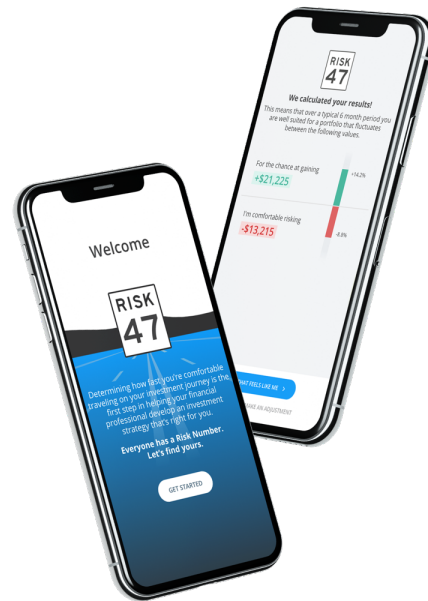 Welcome
RISK
47
Determining how fast you're comfortable
traveling on your investment journey is the
first step in helping your financial
professional develop an investment
strategy that's right for you.
Everyone has a Risk Number.
Let's find yours.
GET STARTED
RISK
47
We calculated your results!
This means that over a typical 6 month period you
are well suited for a portfolio that fluctuates
between the following values.
For the chance at gaining
+$21,225
+14.2%
I'm comfortable risking
-$13,215
-8.8%
FEELS LIKE ME >
MAKE AN ADJUSTMENT